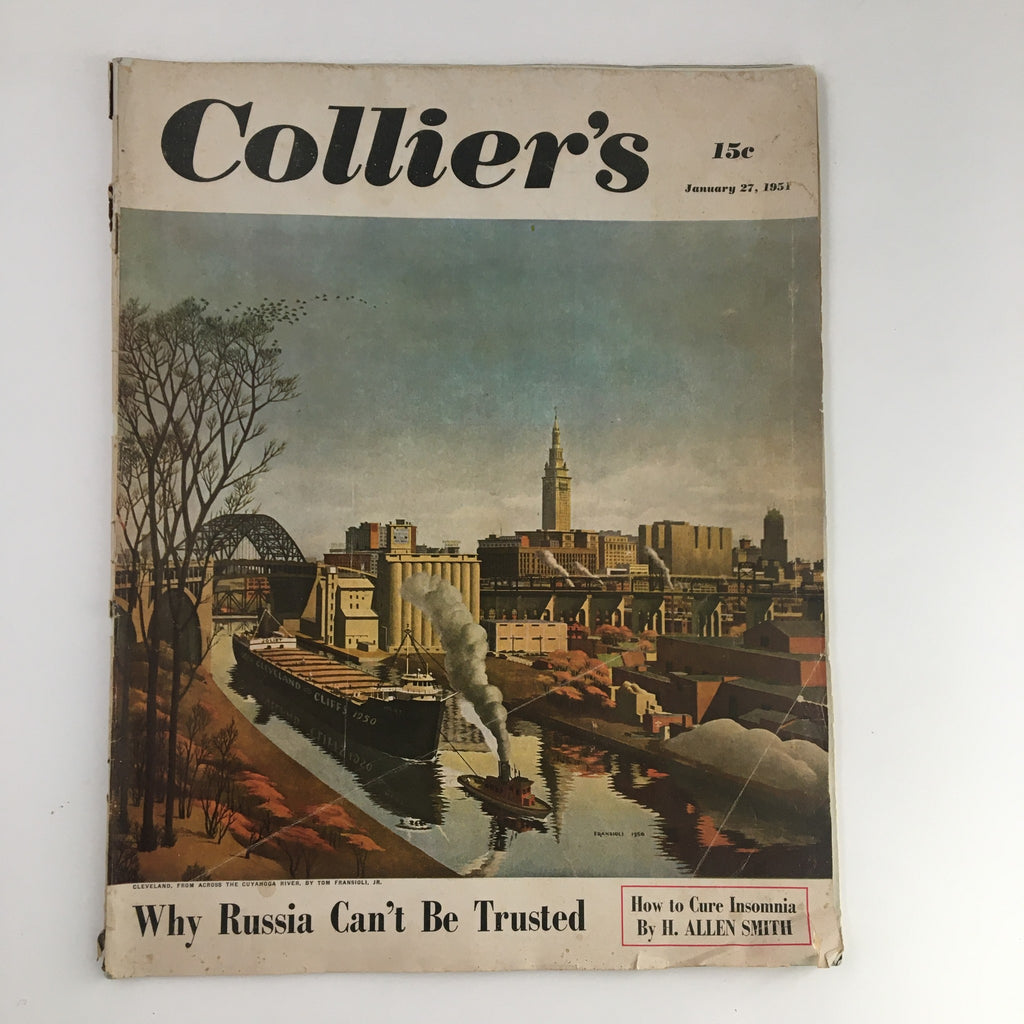 Collier's
15c
January 27, 1951
CLEVELAND CLIFFS 1950
FRANSIOLI 1950
CLEVELAND, FROM ACROSS THE CUYAHOGA RIVER, BY TOM FRANSIOLI, JR.
Why Russia Can't Be Trusted
How to Cure Insomnia
By H. ALLEN SMITH